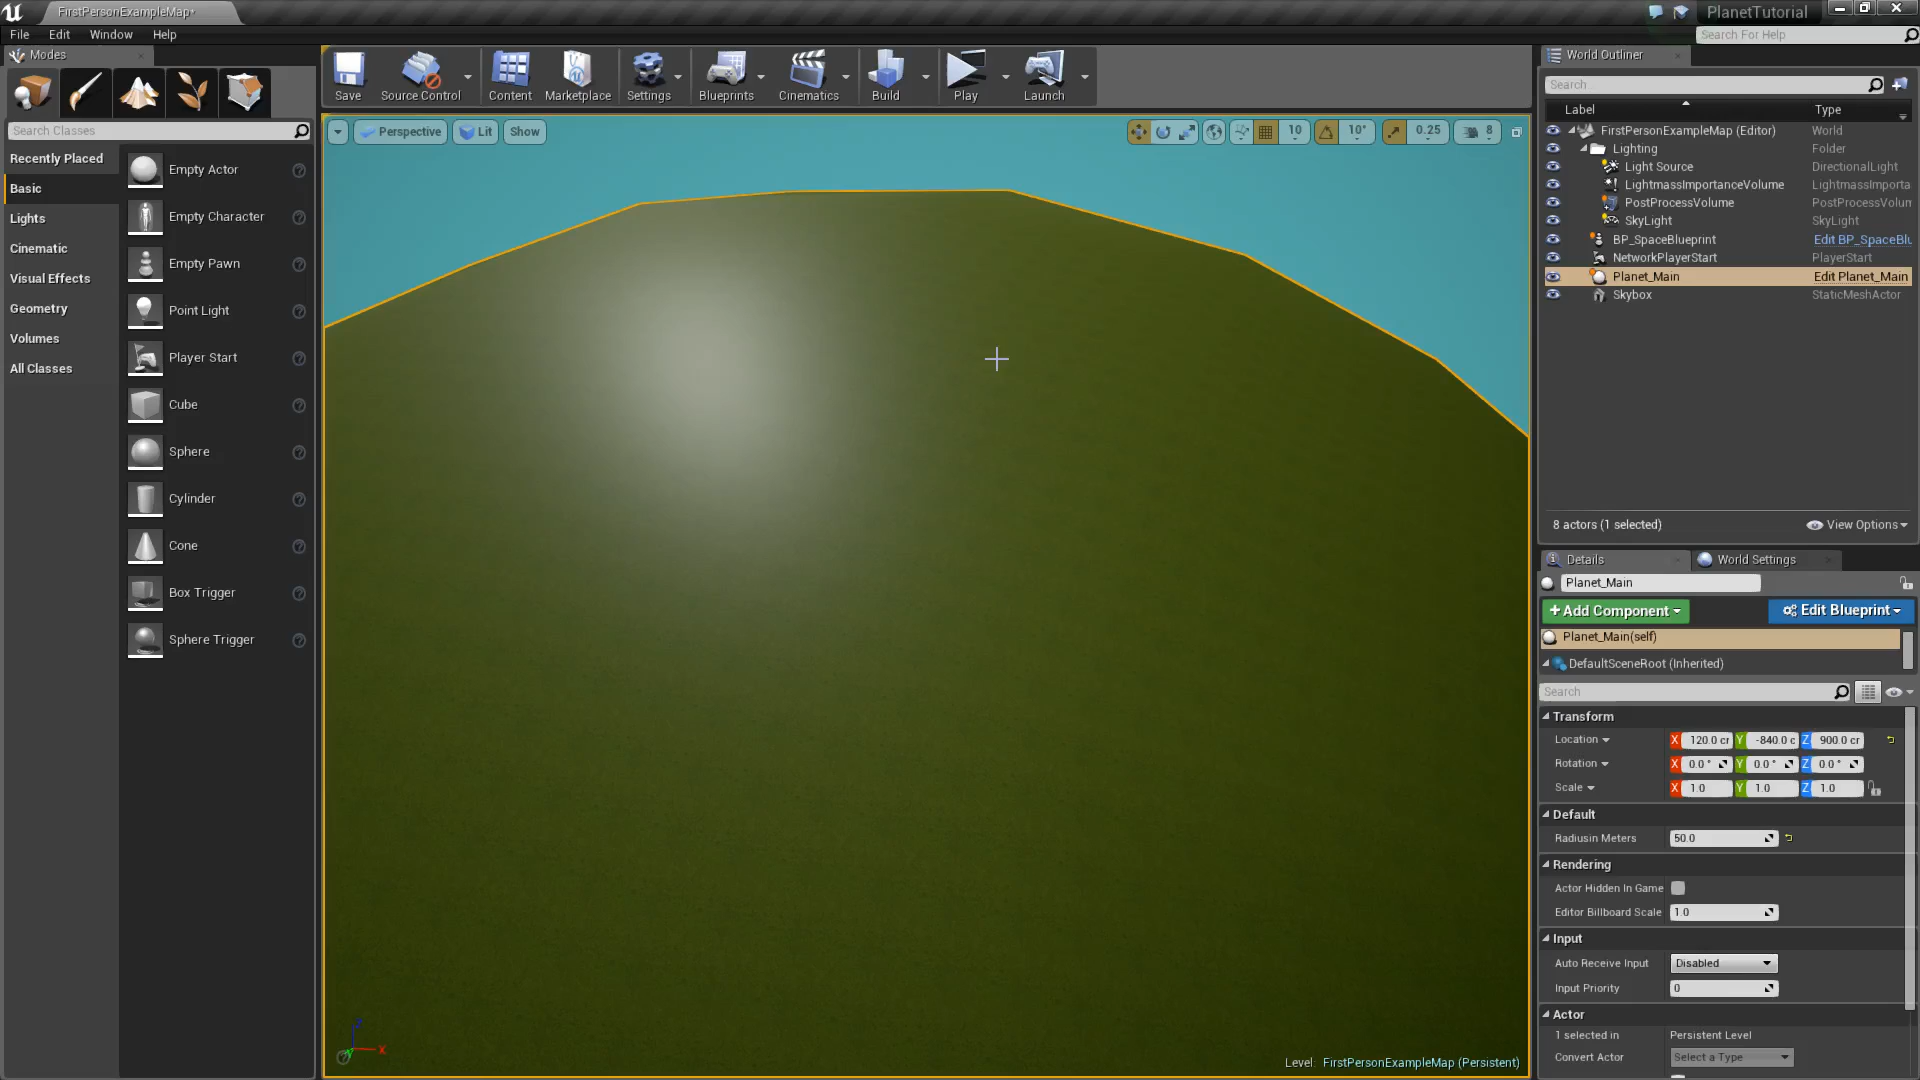 FirstPersonExampleMap*
PlanetTutorial
File Edit Window Help
Search For Help
Modes
Search Classes
Recently Placed
Basic
Lights
Cinematic
Visual Effects
Geometry
Volumes
All Classes
Empty Actor
Empty Character
Empty Pawn
Point Light
Player Start
Cube
Sphere
Cylinder
Cone
Box Trigger
Sphere Trigger
Save Source Control Content Marketplace Settings Blueprints Cinematics Build Play Launch
Perspective Lit Show
10 10° 0.25 8
Level: FirstPersonExampleMap (Persistent)
World Outliner
Search...
Label Type
FirstPersonExampleMap (Editor) World
Lighting Folder
Light Source DirectionalLight
LightmassImportanceVolume LightmassImporta
PostProcessVolume PostProcessVolum
SkyLight SkyLight
BP_SpaceBlueprint Edit BP_SpaceBlu
NetworkPlayerStart PlayerStart
Planet_Main Edit Planet_Main
Skybox StaticMeshActor
8 actors (1 selected) View Options
Details World Settings
Planet_Main
+ Add Component Edit Blueprint
Planet_Main(self)
DefaultSceneRoot (Inherited)
Search
Transform
Location X 120.0 cr Y -840.0 c Z 900.0 cr
Rotation X 0.0 ° Y 0.0 ° Z 0.0 °
Scale X 1.0 Y 1.0 Z 1.0
Default
Radiusin Meters 50.0
Rendering
Actor Hidden In Game
Editor Billboard Scale 1.0
Input
Auto Receive Input Disabled
Input Priority 0
Actor
1 selected in Persistent Level
Convert Actor Select a Type